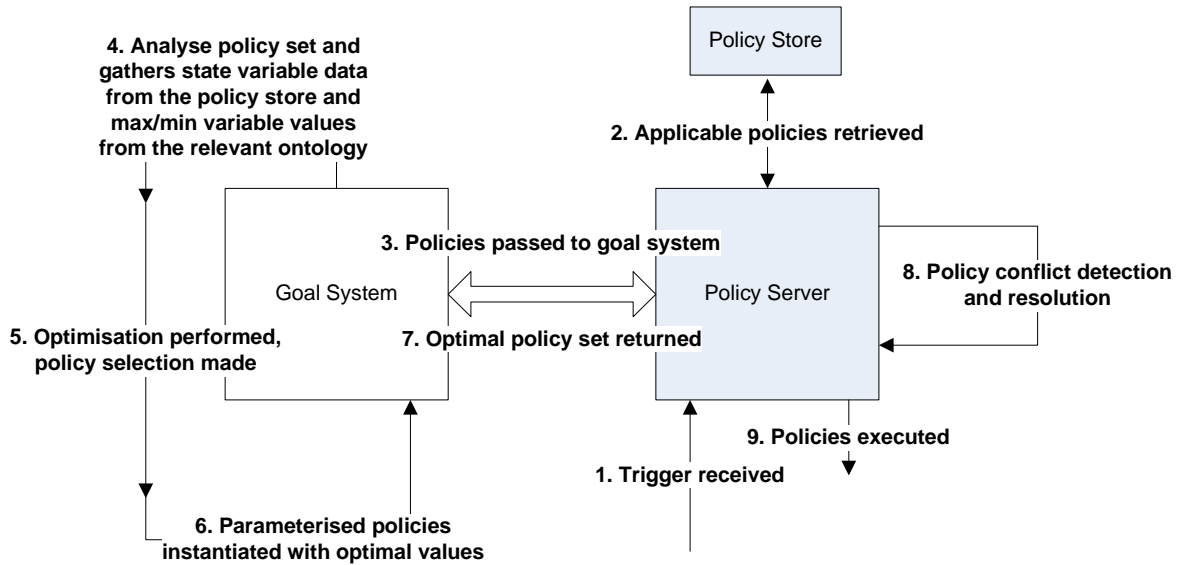 Policy Store
4. Analyse policy set and
gathers state variable data
from the policy store and
max/min variable values
from the relevant ontology
2. Applicable policies retrieved
3. Policies passed to goal system
Goal System
Policy Server
8. Policy conflict detection
and resolution
7. Optimal policy set returned
5. Optimisation performed,
policy selection made
9. Policies executed
1. Trigger received
6. Parameterised policies
instantiated with optimal values